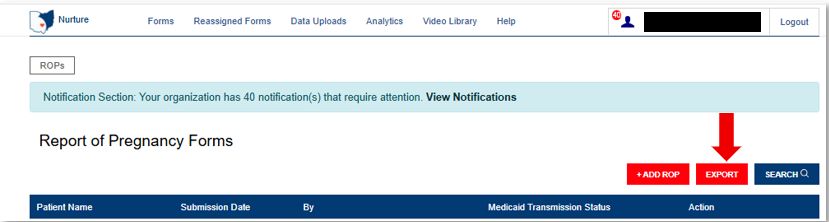 Nurture Forms Reassigned Forms Data Uploads Analytics Video Library Help 40 Logout
ROPs
Notification Section: Your organization has 40 notification(s) that require attention. View Notifications
Report of Pregnancy Forms
+ ADD ROP EXPORT SEARCH
Patient Name Submission Date By Medicaid Transmission Status Action